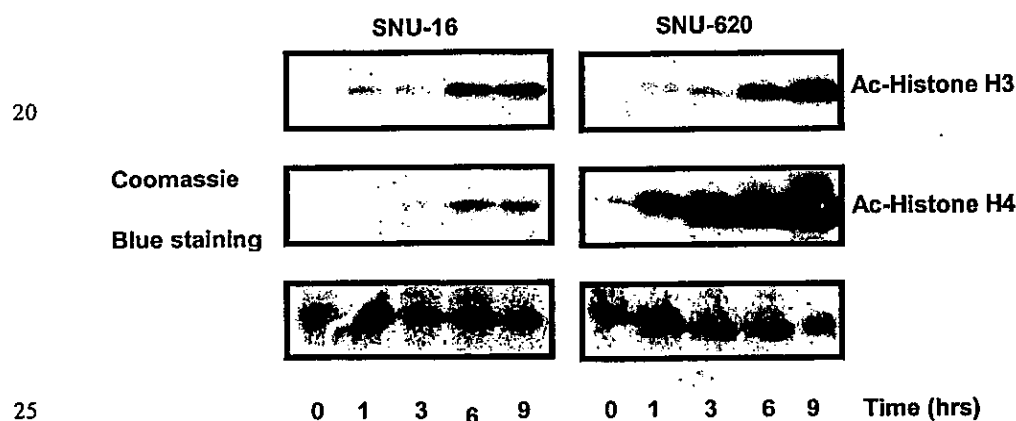 SNU-16 SNU-620
Ac-Histone H3
20
Coomassie
Ac-Histone H4
Blue staining
25 0 1 3 6 9 0 1 3 6 9 Time (hrs)